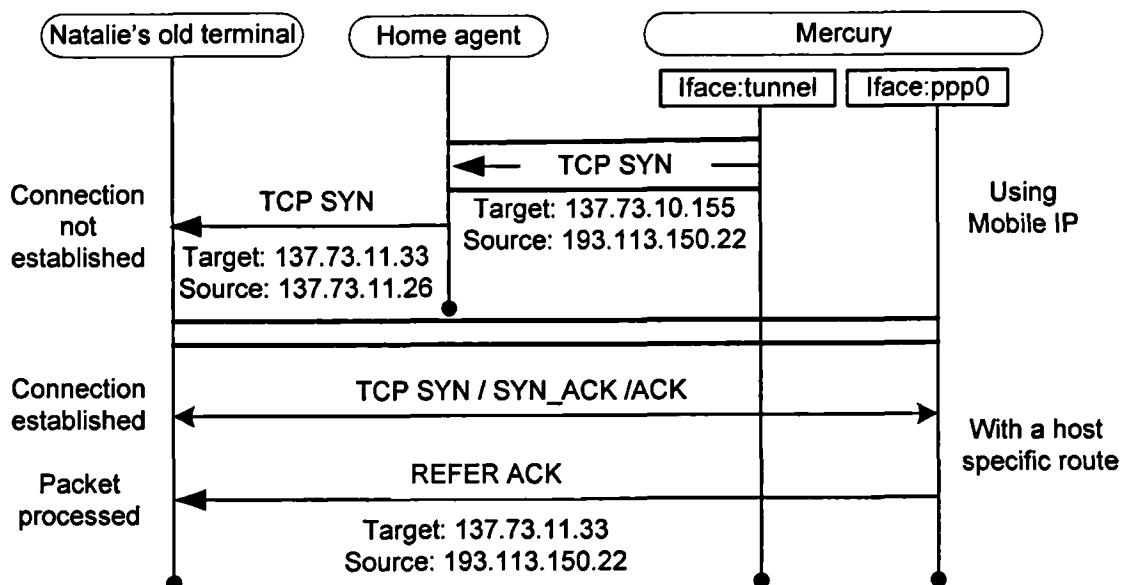 Natalie's old terminal
Home agent
Mercury
Iface:tunnel
Iface:ppp0
TCP SYN
Connection
not
established
TCP SYN
Target: 137.73.10.155
Source: 193.113.150.22
Using
Mobile IP
Target: 137.73.11.33
Source: 137.73.11.26
Connection
established
TCP SYN / SYN_ACK /ACK
With a host
specific route
Packet
processed
REFER ACK
Target: 137.73.11.33
Source: 193.113.150.22